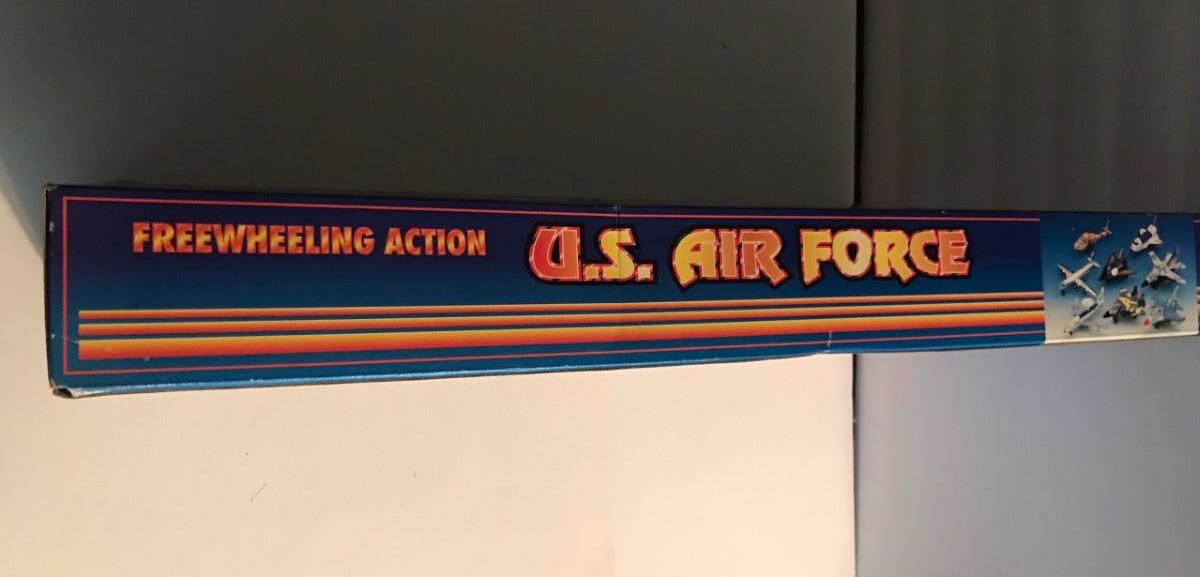 FREEWHEELING ACTION U.S. AIR FORCE